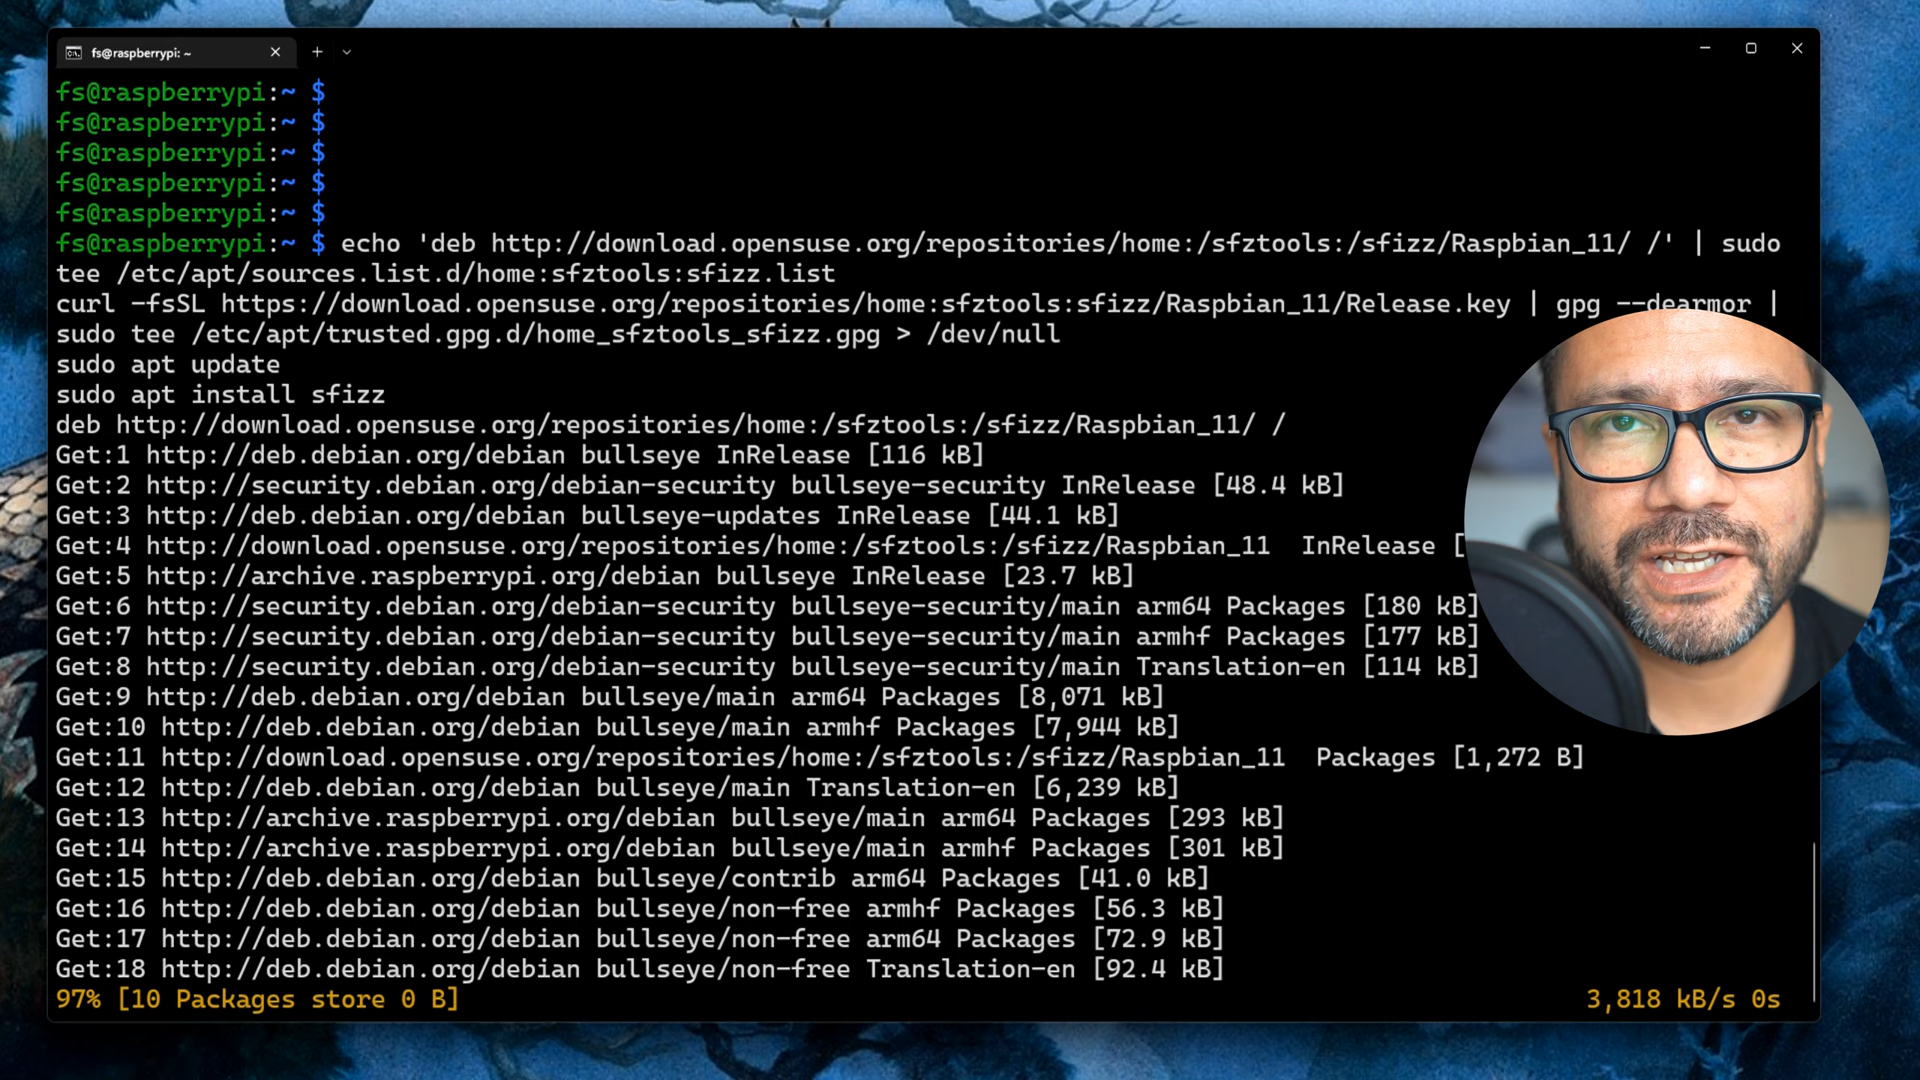 fs@raspberrypi: ~
fs@raspberrypi:~ $
fs@raspberrypi:~ $
fs@raspberrypi:~ $
fs@raspberrypi:~ $
fs@raspberrypi:~ $
fs@raspberrypi:~ $ echo 'deb http://download.opensuse.org/repositories/home:/sfztools:/sfizz/Raspbian_11/ /' | sudo
tee /etc/apt/sources.list.d/home:sfztools:sfizz.list
curl -fsSL https://download.opensuse.org/repositories/home:sfztools:sfizz/Raspbian_11/Release.key | gpg --dearmor |
sudo tee /etc/apt/trusted.gpg.d/home_sfztools_sfizz.gpg > /dev/null
sudo apt update
sudo apt install sfizz
deb http://download.opensuse.org/repositories/home:/sfztools:/sfizz/Raspbian_11/ /
Get:1 http://deb.debian.org/debian bullseye InRelease [116 kB]
Get:2 http://security.debian.org/debian-security bullseye-security InRelease [48.4 kB]
Get:3 http://deb.debian.org/debian bullseye-updates InRelease [44.1 kB]
Get:4 http://download.opensuse.org/repositories/home:/sfztools:/sfizz/Raspbian_11  InRelease [
Get:5 http://archive.raspberrypi.org/debian bullseye InRelease [23.7 kB]
Get:6 http://security.debian.org/debian-security bullseye-security/main arm64 Packages [180 kB]
Get:7 http://security.debian.org/debian-security bullseye-security/main armhf Packages [177 kB]
Get:8 http://security.debian.org/debian-security bullseye-security/main Translation-en [114 kB]
Get:9 http://deb.debian.org/debian bullseye/main arm64 Packages [8,071 kB]
Get:10 http://deb.debian.org/debian bullseye/main armhf Packages [7,944 kB]
Get:11 http://download.opensuse.org/repositories/home:/sfztools:/sfizz/Raspbian_11  Packages [1,272 B]
Get:12 http://deb.debian.org/debian bullseye/main Translation-en [6,239 kB]
Get:13 http://archive.raspberrypi.org/debian bullseye/main arm64 Packages [293 kB]
Get:14 http://archive.raspberrypi.org/debian bullseye/main armhf Packages [301 kB]
Get:15 http://deb.debian.org/debian bullseye/contrib arm64 Packages [41.0 kB]
Get:16 http://deb.debian.org/debian bullseye/non-free armhf Packages [56.3 kB]
Get:17 http://deb.debian.org/debian bullseye/non-free arm64 Packages [72.9 kB]
Get:18 http://deb.debian.org/debian bullseye/non-free Translation-en [92.4 kB]
97% [10 Packages store 0 B] 3,818 kB/s 0s